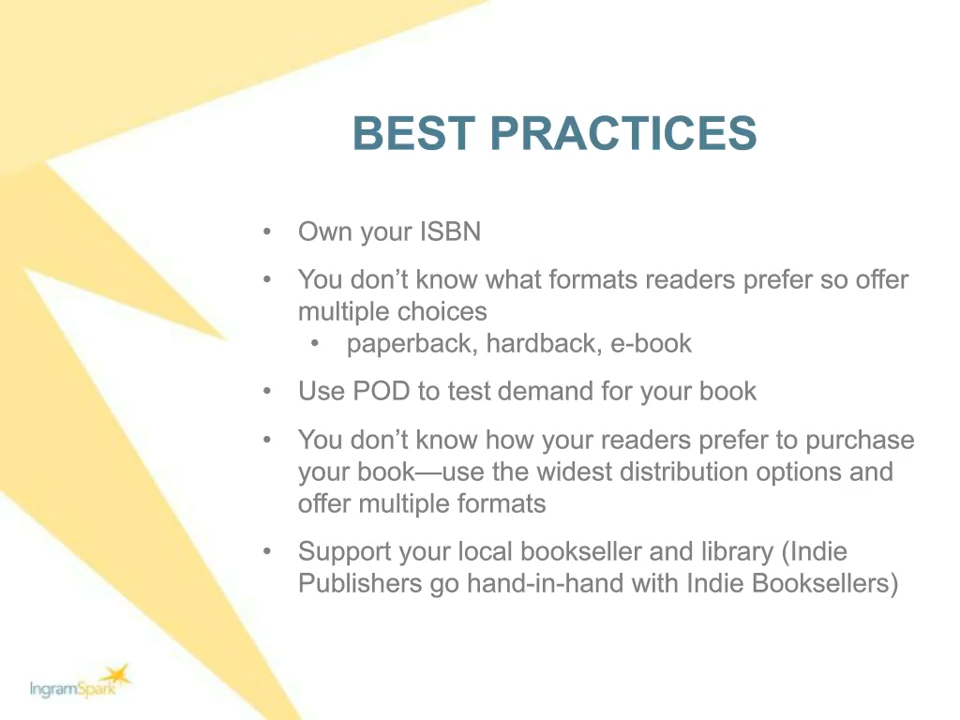 BEST PRACTICES
• Own your ISBN
• You don’t know what formats readers prefer so offer
multiple choices
• paperback, hardback, e-book
• Use POD to test demand for your book
• You don’t know how your readers prefer to purchase
your book—use the widest distribution options and
offer multiple formats
• Support your local bookseller and library (Indie
Publishers go hand-in-hand with Indie Booksellers)
IngramSpark